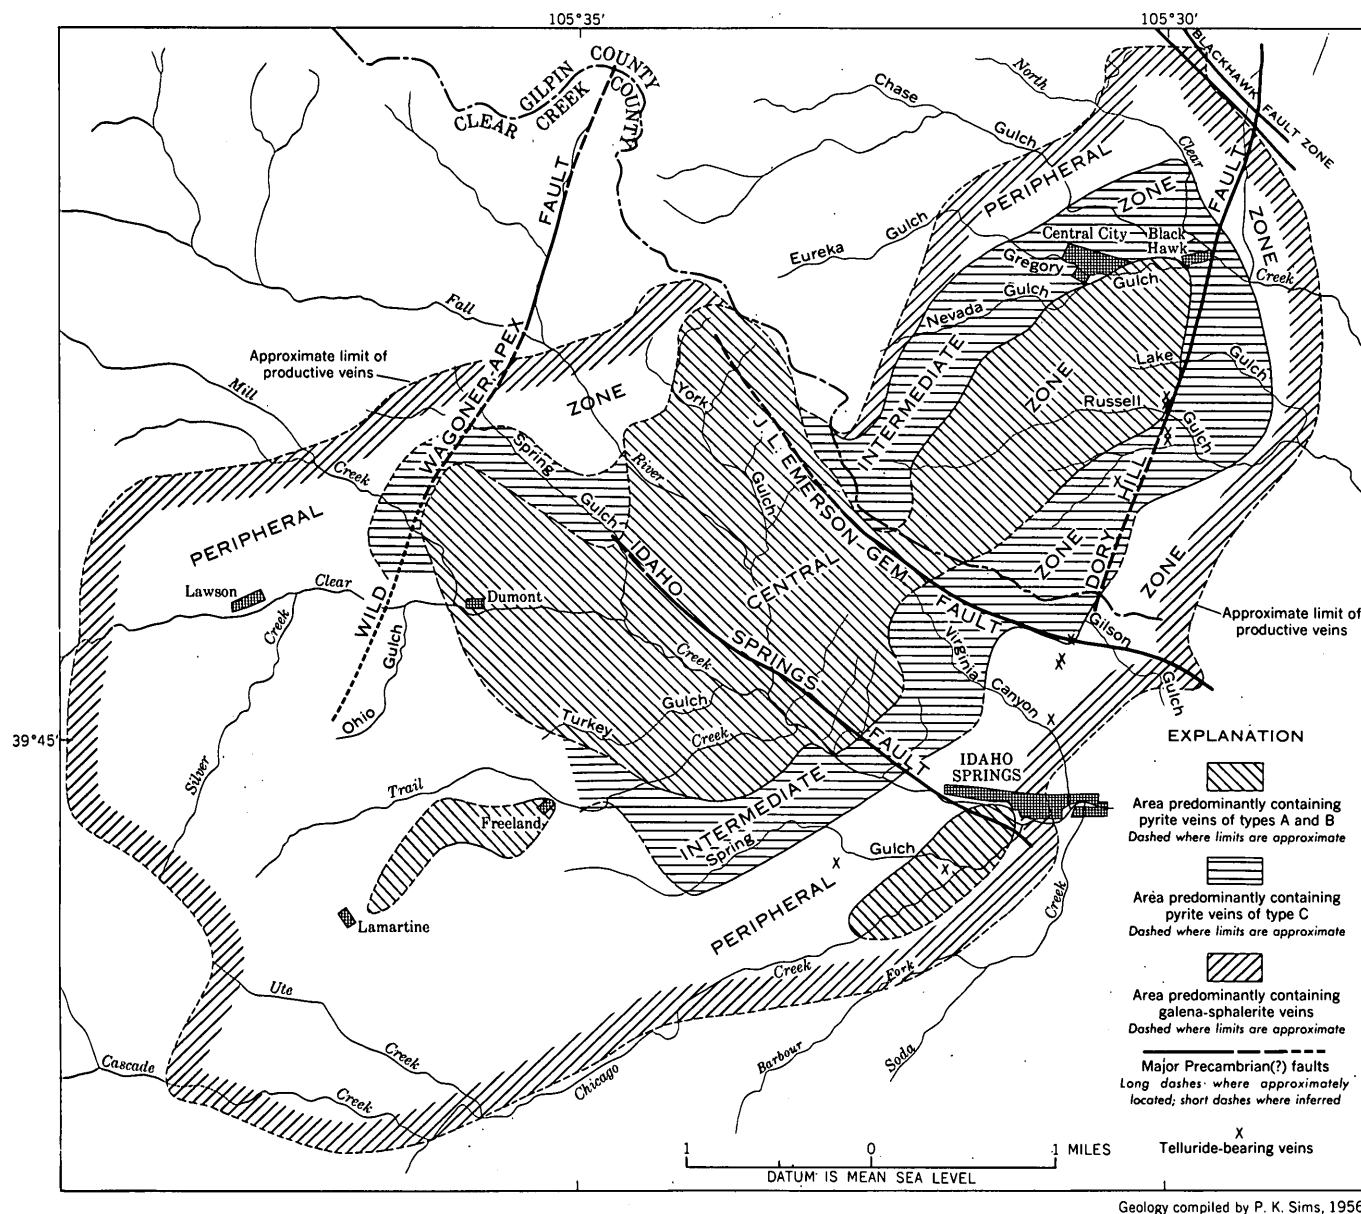 105°35'
105°30'
BLACKHAWK FAULT ZONE
GILPIN COUNTY
CLEAR CREEK COUNTY
North
Clear
Creek
Chase
Gulch
PERIPHERAL
ZONE
ZONE
FAULT
FAULT
Eureka
Gulch
Central City
Black
Hawk
Gregory
Gulch
Nevada
Gulch
Fall
River
WAGONER-APEX
Approximate limit of
productive veins
Mill
Creek
ZONE
York
Gulch
J. L. EMERSON-GEM
FAULT
INTERMEDIATE
ZONE
ZONE
Lake
Gulch
Russell
Gulch
Spring
Gulch
PERIPHERAL
IDAHO
SPRINGS
FAULT
CENTRAL
DORY
HILL
ZONE
Lawson
Clear
Creek
Dumont
Creek
WILD
Ohio
Gulch
Approximate limit of
productive veins
Gilson
Gulch
Virginia
Canyon
Turkey
Gulch
Creek
39°45'
Silver
Trail
Freeland
Lamartine
INTERMEDIATE
Spring
Gulch
IDAHO
SPRINGS
PERIPHERAL
Creek
Creek
Ute
Creek
Cascade
Creek
Chicago
Barbour
Fork
Soda
EXPLANATION
Area predominantly containing
pyrite veins of types A and B
Dashed where limits are approximate
Area predominantly containing
pyrite veins of type C
Dashed where limits are approximate
Area predominantly containing
galena-sphalerite veins
Dashed where limits are approximate
Major Precambrian(?) faults
Long dashes where approximately
located; short dashes where inferred
X
Telluride-bearing veins
1 0 1 MILES
DATUM IS MEAN SEA LEVEL
Geology compiled by P. K. Sims, 1956